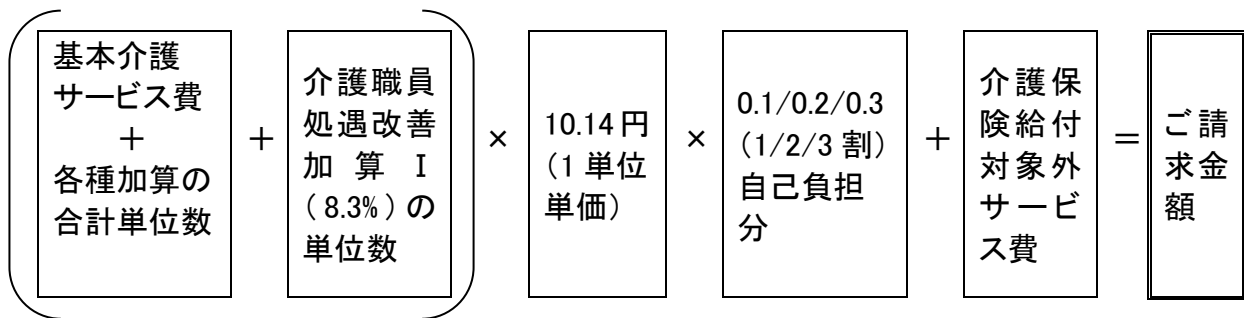 基本介護
サービス費
＋
各種加算の
合計単位数
＋
介護職員
処遇改善
加算Ⅰ
(8.3%)の
単位数
×
10.14円
(1単位
単価)
×
0.1/0.2/0.3
(1/2/3割)
自己負担
分
＋
介護保
険給付
対象外
サービ
ス費
＝
ご請
求金
額